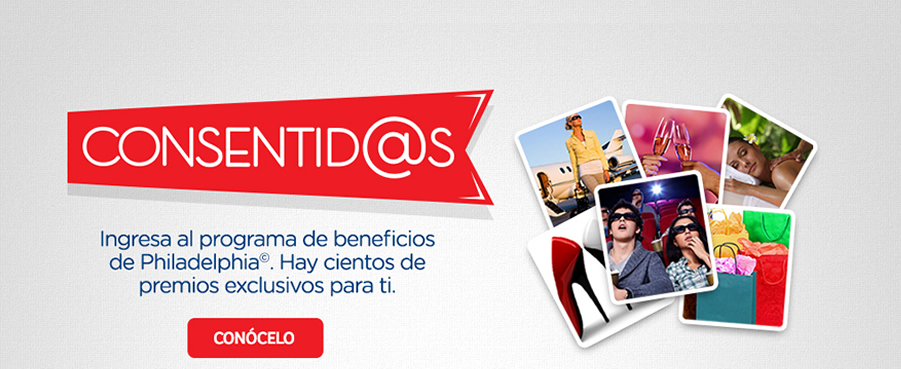 CONSENTID@S
Ingresa al programa de beneficios
de Philadelphia©. Hay cientos de
premios exclusivos para ti.
CONÓCELO